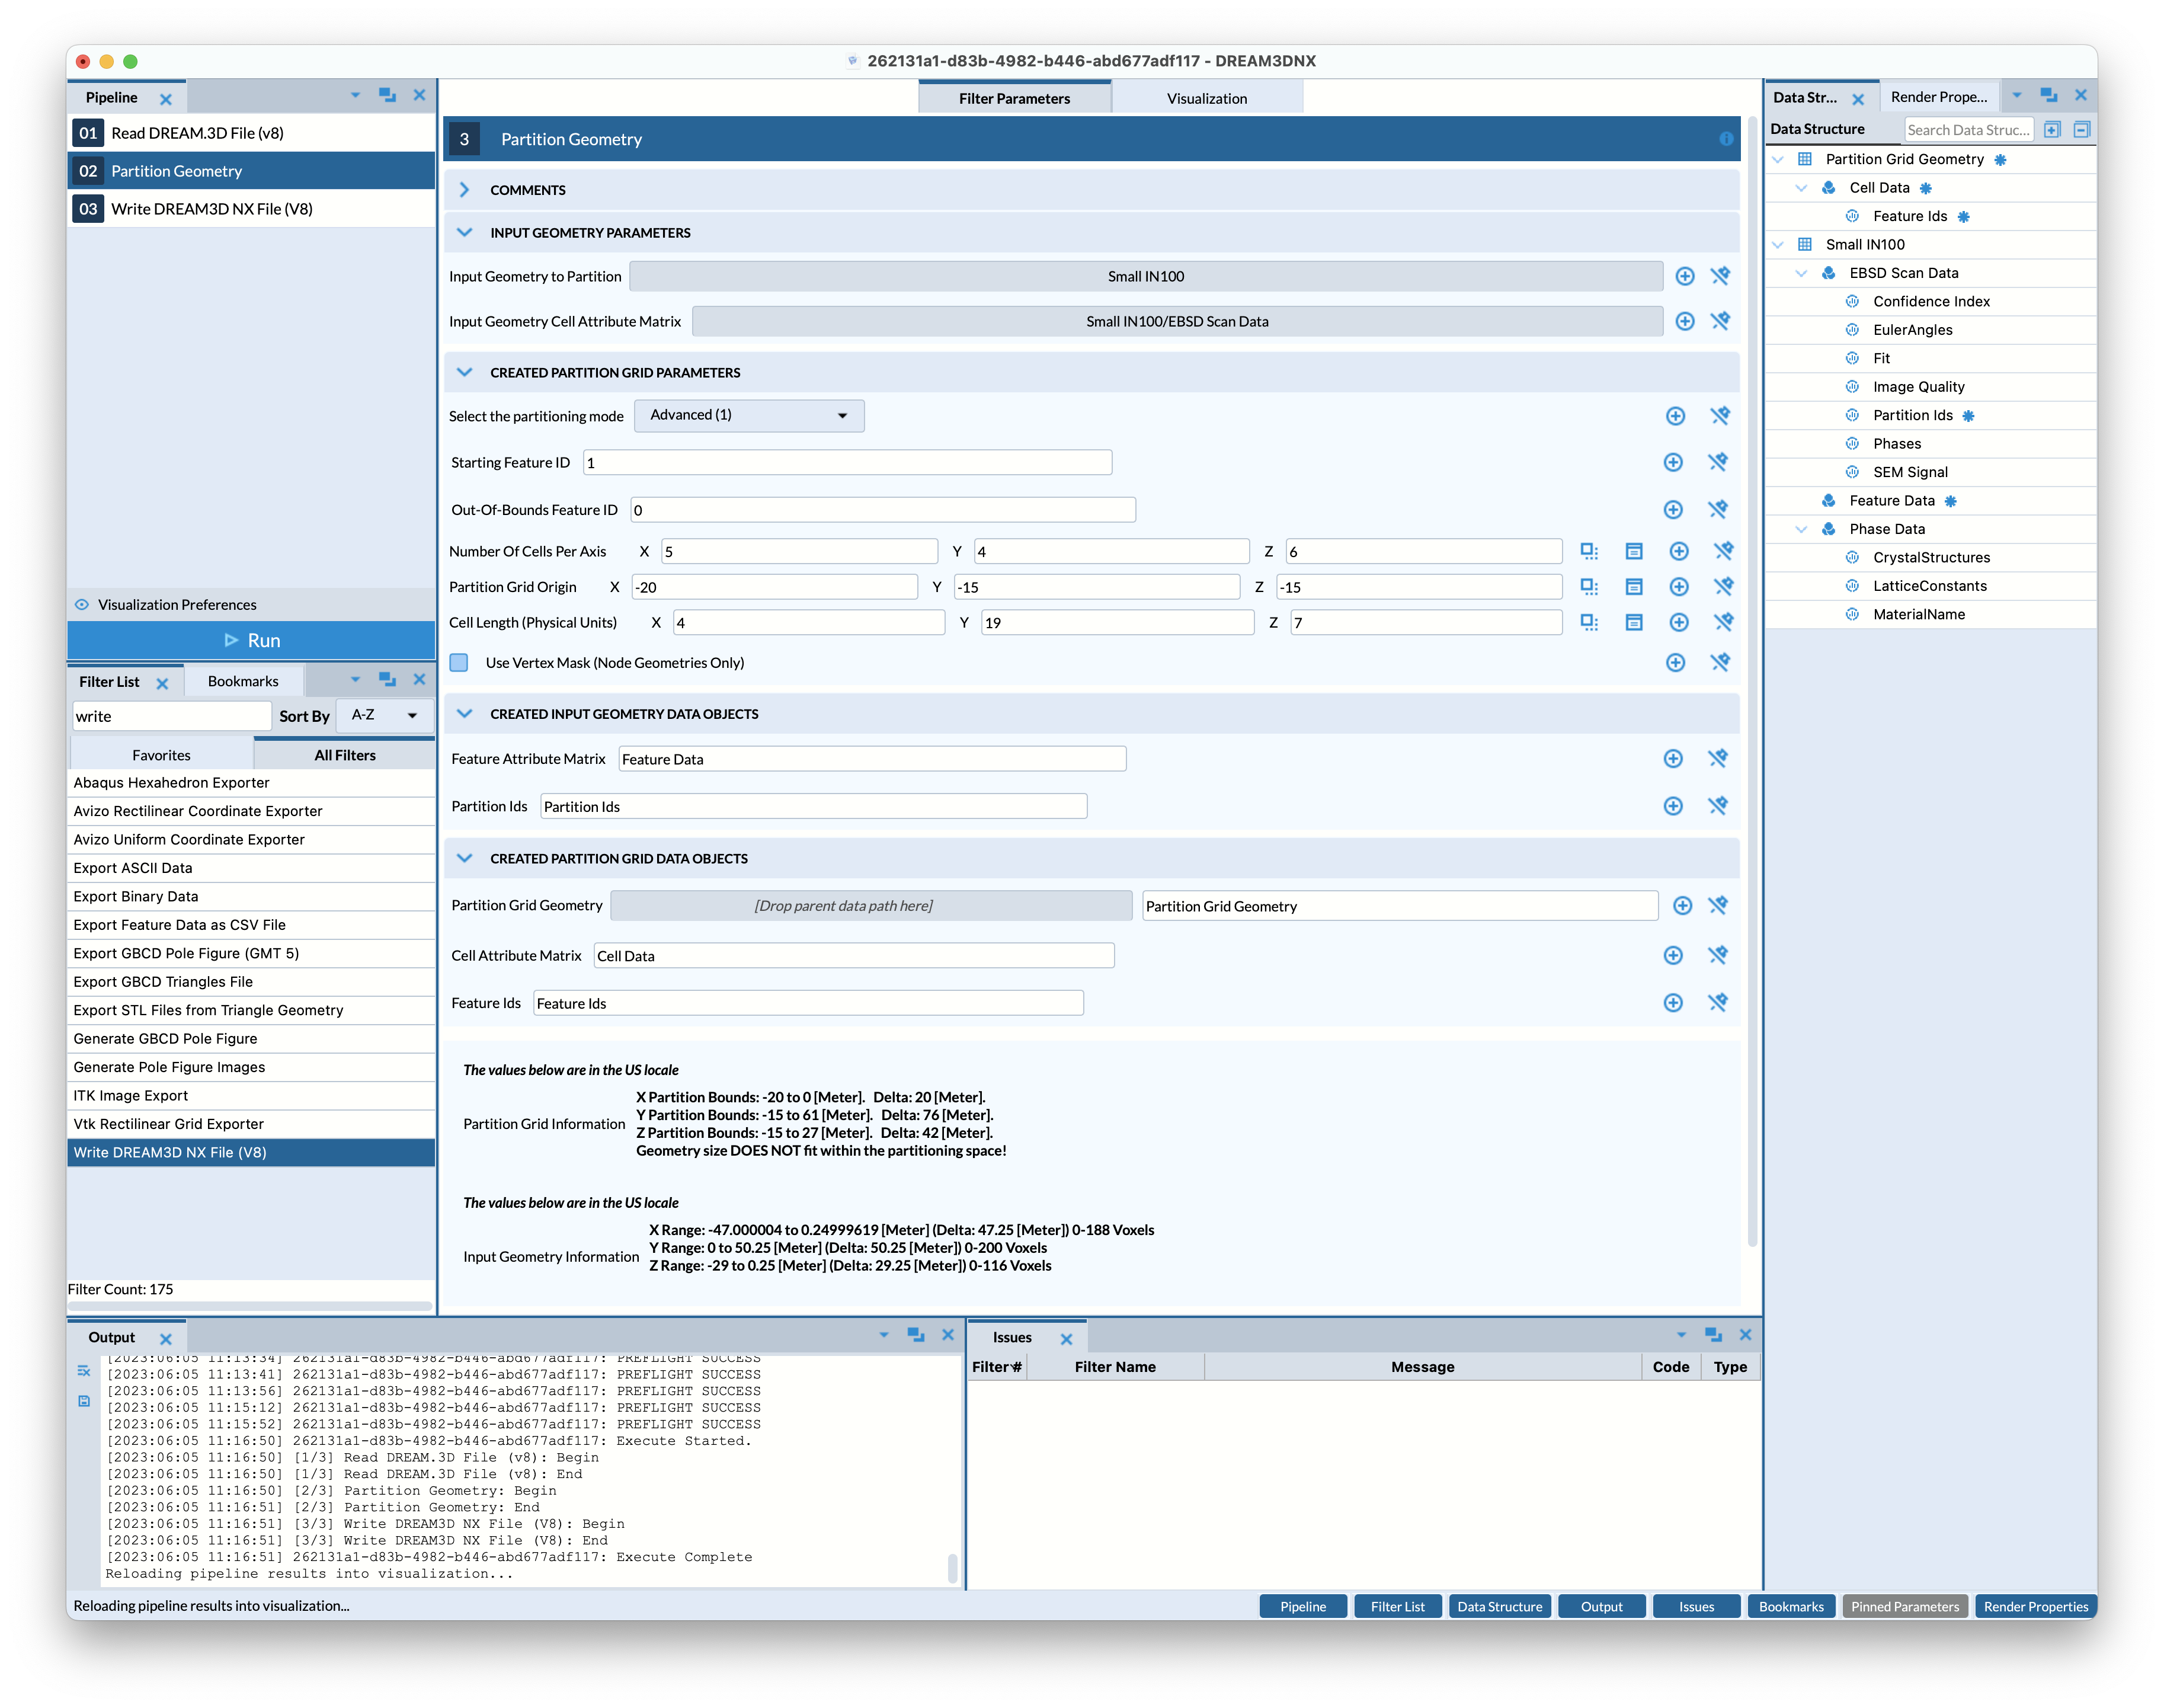 262131a1-d83b-4982-b446-abd677adf117 - DREAM3DNX
Pipeline
01 Read DREAM.3D File (v8)
02 Partition Geometry
03 Write DREAM3D NX File (V8)
Visualization Preferences
Run
Filter List
Bookmarks
write
Sort By A-Z
Favorites
All Filters
Abaqus Hexahedron Exporter
Avizo Rectilinear Coordinate Exporter
Avizo Uniform Coordinate Exporter
Export ASCII Data
Export Binary Data
Export Feature Data as CSV File
Export GBCD Pole Figure (GMT 5)
Export GBCD Triangles File
Export STL Files from Triangle Geometry
Generate GBCD Pole Figure
Generate Pole Figure Images
ITK Image Export
Vtk Rectilinear Grid Exporter
Write DREAM3D NX File (V8)
Filter Count: 175
Filter Parameters
Visualization
3 Partition Geometry
COMMENTS
INPUT GEOMETRY PARAMETERS
Input Geometry to Partition Small IN100
Input Geometry Cell Attribute Matrix Small IN100/EBSD Scan Data
CREATED PARTITION GRID PARAMETERS
Select the partitioning mode Advanced (1)
Starting Feature ID 1
Out-Of-Bounds Feature ID 0
Number Of Cells Per Axis X 5 Y 4 Z 6
Partition Grid Origin X -20 Y -15 Z -15
Cell Length (Physical Units) X 4 Y 19 Z 7
Use Vertex Mask (Node Geometries Only)
CREATED INPUT GEOMETRY DATA OBJECTS
Feature Attribute Matrix Feature Data
Partition Ids Partition Ids
CREATED PARTITION GRID DATA OBJECTS
Partition Grid Geometry [Drop parent data path here] Partition Grid Geometry
Cell Attribute Matrix Cell Data
Feature Ids Feature Ids
The values below are in the US locale
Partition Grid Information
X Partition Bounds: -20 to 0 [Meter]. Delta: 20 [Meter].
Y Partition Bounds: -15 to 61 [Meter]. Delta: 76 [Meter].
Z Partition Bounds: -15 to 27 [Meter]. Delta: 42 [Meter].
Geometry size DOES NOT fit within the partitioning space!
The values below are in the US locale
Input Geometry Information
X Range: -47.000004 to 0.24999619 [Meter] (Delta: 47.25 [Meter]) 0-188 Voxels
Y Range: 0 to 50.25 [Meter] (Delta: 50.25 [Meter]) 0-200 Voxels
Z Range: -29 to 0.25 [Meter] (Delta: 29.25 [Meter]) 0-116 Voxels
Data Str...
Render Prope...
Data Structure
Search Data Struc...
Partition Grid Geometry
Cell Data
Feature Ids
Small IN100
EBSD Scan Data
Confidence Index
EulerAngles
Fit
Image Quality
Partition Ids
Phases
SEM Signal
Feature Data
Phase Data
CrystalStructures
LatticeConstants
MaterialName
Output
[2023:06:05 11:13:34] 262131a1-d83b-4982-b446-abd677adf117: PREFLIGHT SUCCESS
[2023:06:05 11:13:41] 262131a1-d83b-4982-b446-abd677adf117: PREFLIGHT SUCCESS
[2023:06:05 11:13:56] 262131a1-d83b-4982-b446-abd677adf117: PREFLIGHT SUCCESS
[2023:06:05 11:15:12] 262131a1-d83b-4982-b446-abd677adf117: PREFLIGHT SUCCESS
[2023:06:05 11:15:52] 262131a1-d83b-4982-b446-abd677adf117: PREFLIGHT SUCCESS
[2023:06:05 11:16:50] 262131a1-d83b-4982-b446-abd677adf117: Execute Started.
[2023:06:05 11:16:50] [1/3] Read DREAM.3D File (v8): Begin
[2023:06:05 11:16:50] [1/3] Read DREAM.3D File (v8): End
[2023:06:05 11:16:50] [2/3] Partition Geometry: Begin
[2023:06:05 11:16:51] [2/3] Partition Geometry: End
[2023:06:05 11:16:51] [3/3] Write DREAM3D NX File (V8): Begin
[2023:06:05 11:16:51] [3/3] Write DREAM3D NX File (V8): End
[2023:06:05 11:16:51] 262131a1-d83b-4982-b446-abd677adf117: Execute Complete
Reloading pipeline results into visualization...
Issues
Filter# Filter Name Message Code Type
Reloading pipeline results into visualization...
Pipeline Filter List Data Structure Output Issues Bookmarks Pinned Parameters Render Properties